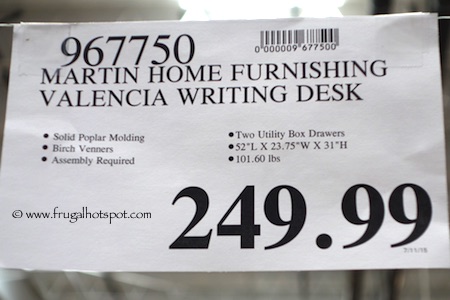 967750
0000009677500
MARTIN HOME FURNISHING
VALENCIA WRITING DESK
• Solid Poplar Molding
• Birch Venners
• Assembly Required
• Two Utility Box Drawers
• 52"L X 23.75"W X 31"H
• 101.60 lbs
© www.frugalhotspot.com
249.99